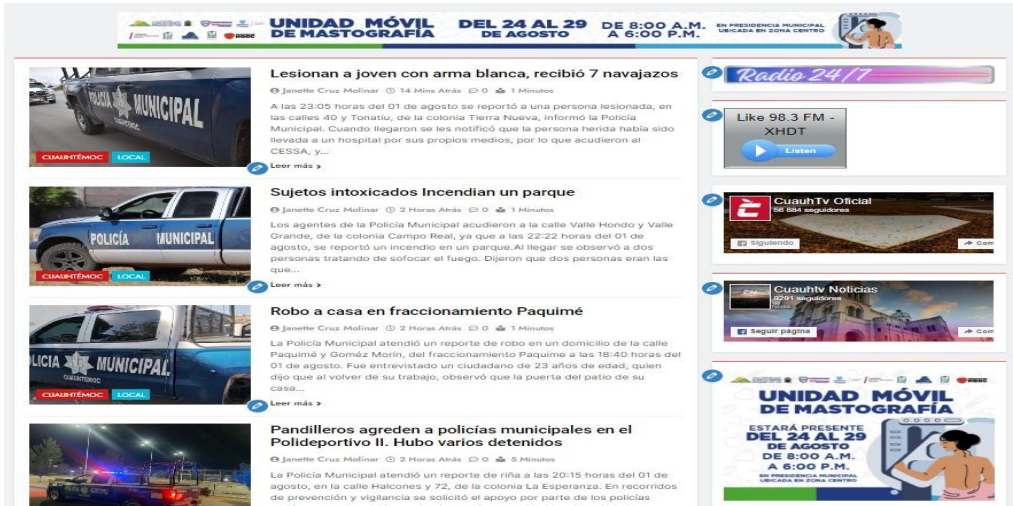 UNIDAD MÓVIL
DE MASTOGRAFÍA
DEL 24 AL 29
DE AGOSTO
DE 8:00 A.M.
A 6:00 P.M.
EN PRESIDENCIA MUNICIPAL
UBICADA EN ZONA CENTRO
POLICIA MUNICIPAL
CUAUHTÉMOC LOCAL
Lesionan a joven con arma blanca, recibió 7 navajazos
Janette Cruz Molinar 14 Mins Atrás 0 1 Minutos
A las 23:05 horas del 01 de agosto se reportó a una persona lesionada, en
las calles 40 y Tonatiu, de la colonia Tierra Nueva, informó la Policía
Municipal. Cuando llegaron se les notificó que la persona herida había sido
llevada a un hospital por sus propios medios, por lo que acudieron al
CESSA, y...
Leer más
POLICÍA MUNICIPAL
CUAUHTÉMOC LOCAL
Sujetos intoxicados Incendian un parque
Janette Cruz Molinar 2 Horas Atrás 0 1 Minutos
Los agentes de la Policía Municipal acudieron a la calle Valle Hondo y Valle
Grande, de la colonia Campo Real, ya que a las 22:22 horas del 01 de
agosto, se reportó un incendio en un parque.Al llegar se observó a dos
personas tratando de sofocar el fuego. Dijeron que dos personas eran las
que...
Leer más
LICIA MUNICIPAL
CUAUHTEMOC
CUAUHTÉMOC LOCAL
Robo a casa en fraccionamiento Paquimé
Janette Cruz Molinar 2 Horas Atrás 0 1 Minutos
La Policía Municipal atendió un reporte de robo en un domicilio de la calle
Paquimé y Goméz Morín, del fraccionamiento Paquime a las 18:40 horas del
01 de agosto. Fue entrevistado un ciudadano de 23 años de edad, quien
dijo que al volver de su trabajo, observó que la puerta del patio de su
casa...
Leer más
Pandilleros agreden a policías municipales en el
Polideportivo II. Hubo varios detenidos
Janette Cruz Molinar 2 Horas Atrás 0 5 Minutos
La Policía Municipal atendió un reporte de riña a las 20:15 horas del 01 de
agosto, en la calle Halcones y 72, de la colonia La Esperanza. En recorridos
de prevención y vigilancia se solicitó el apoyo por parte de los policías
Radio 24/7
Like 98.3 FM -
XHDT
Listen
CuauhTv Oficial
56 884 seguidores
Siguiendo
Com
Cuauhtv Noticias
9291 seguidores
Seguir página
Com
UNIDAD MÓVIL
DE MASTOGRAFÍA
ESTARÁ PRESENTE
DEL 24 AL 29
DE AGOSTO
DE 8:00 A.M.
A 6:00 P.M.
EN PRESIDENCIA MUNICIPAL
UBICADA EN ZONA CENTRO